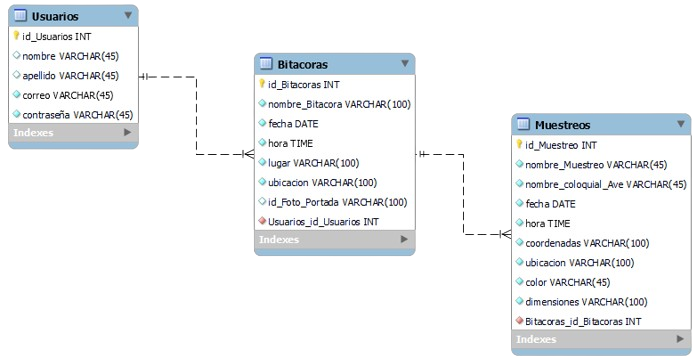 Usuarios
id_Usuarios INT
nombre VARCHAR(45)
apellido VARCHAR(45)
correo VARCHAR(45)
contraseña VARCHAR(45)
Indexes
Bitacoras
id_Bitacoras INT
nombre_Bitacora VARCHAR(100)
fecha DATE
hora TIME
lugar VARCHAR(100)
ubicacion VARCHAR(100)
id_Foto_Portada VARCHAR(100)
Usuarios_id_Usuarios INT
Indexes
Muestreos
id_Muestreo INT
nombre_Muestreo VARCHAR(45)
nombre_coloquial_Ave VARCHAR(45)
fecha DATE
hora TIME
coordenadas VARCHAR(100)
ubicacion VARCHAR(100)
color VARCHAR(45)
dimensiones VARCHAR(100)
Bitacoras_id_Bitacoras INT
Indexes